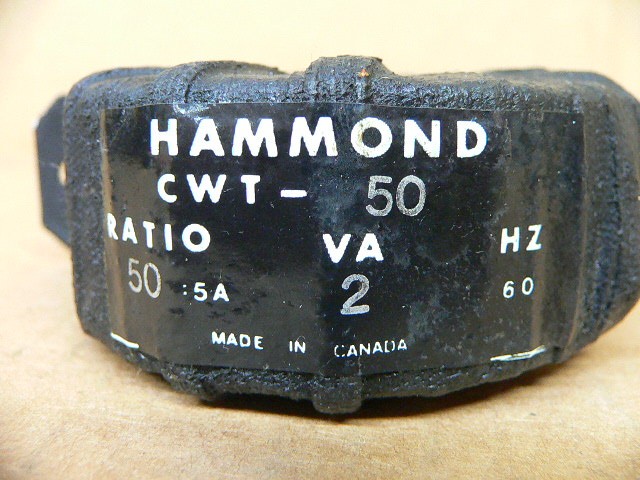 HAMMOND
CWT- 50
RATIO VA HZ
50 :5A 2 60
MADE IN CANADA